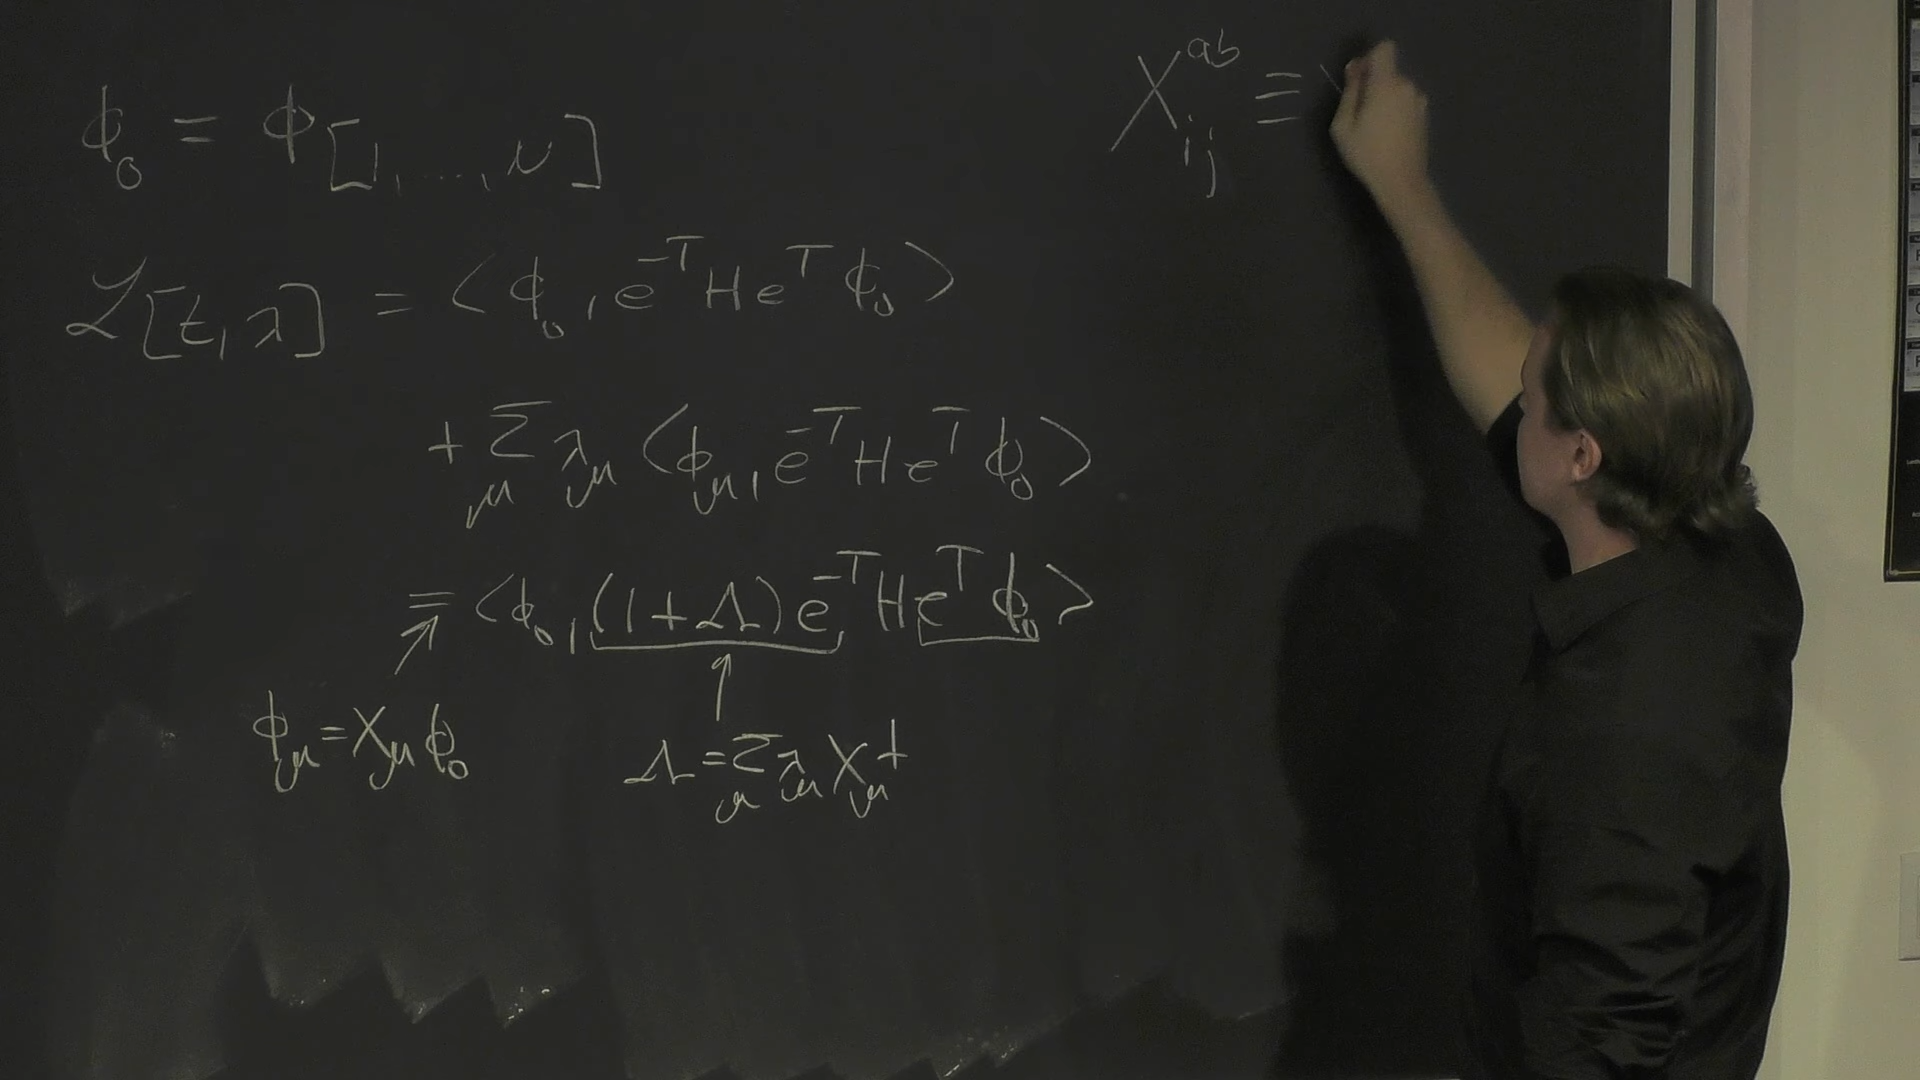 ϕ₀ = ϕ[1,...,N]
ℒ[t,λ] = ⟨ϕ₀, e^{-T} H e^{T} ϕ₀⟩
+ Σ_μ λ_μ ⟨ϕ_μ, e^{-T} H e^{T} ϕ₀⟩
= ⟨ϕ₀, (1+Λ) e^{-T} H e^{T} ϕ₀⟩
ϕ_μ = X_μ ϕ₀
Λ = Σ_μ λ_μ X_μ^†
X_{ij}^{ab} ≡